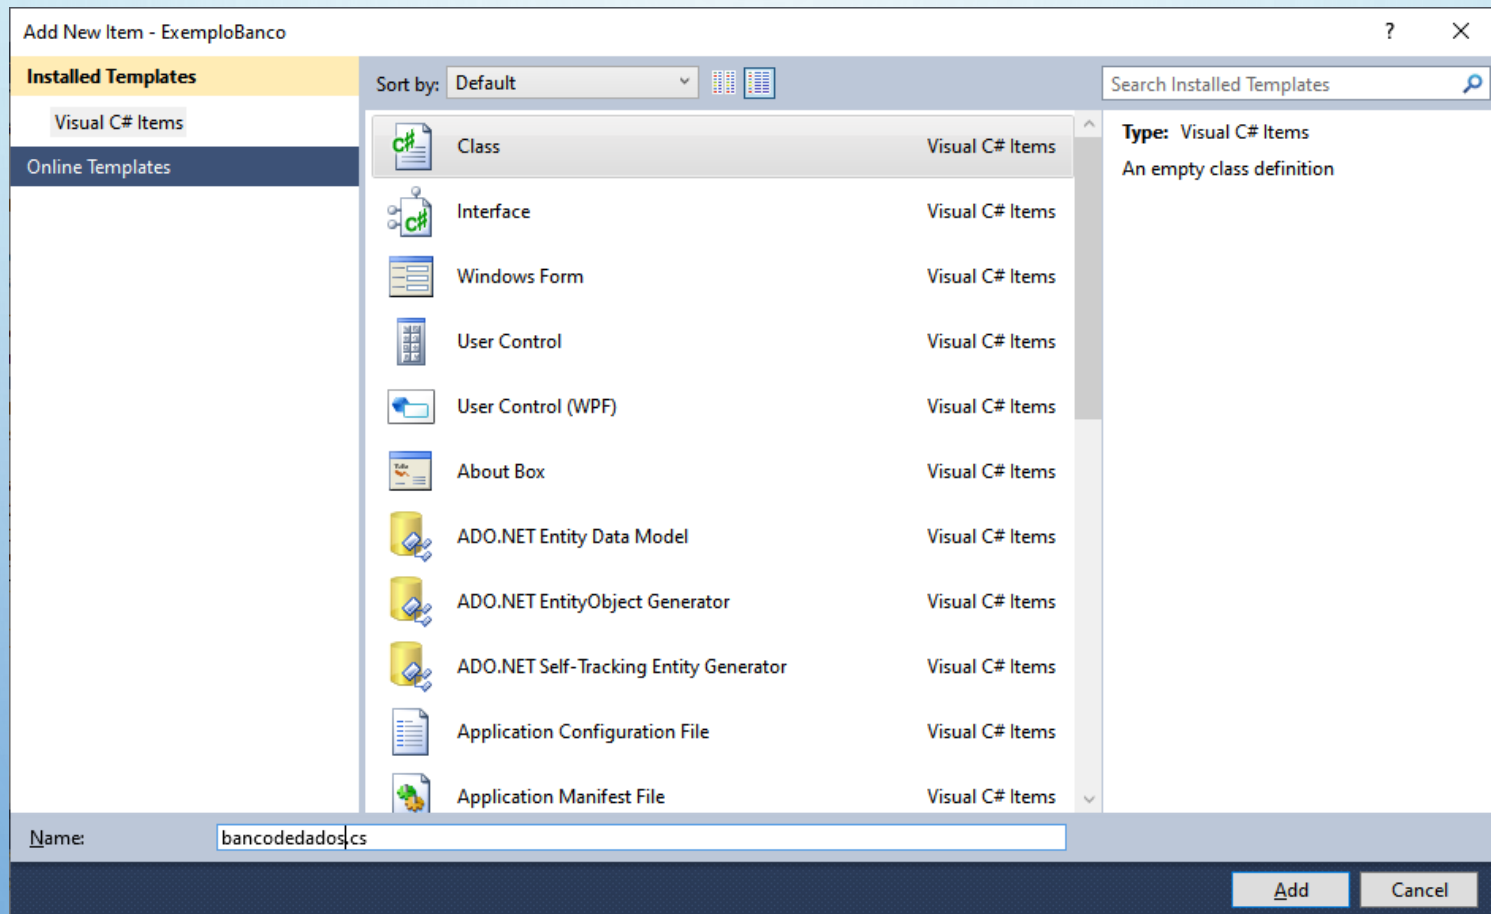 Add New Item - ExemploBanco
?
Installed Templates
Visual C# Items
Online Templates
Sort by: Default
Search Installed Templates
Class Visual C# Items
Interface Visual C# Items
Windows Form Visual C# Items
User Control Visual C# Items
User Control (WPF) Visual C# Items
About Box Visual C# Items
ADO.NET Entity Data Model Visual C# Items
ADO.NET EntityObject Generator Visual C# Items
ADO.NET Self-Tracking Entity Generator Visual C# Items
Application Configuration File Visual C# Items
Application Manifest File Visual C# Items
Type: Visual C# Items
An empty class definition
Name: bancodedados.cs
Add Cancel